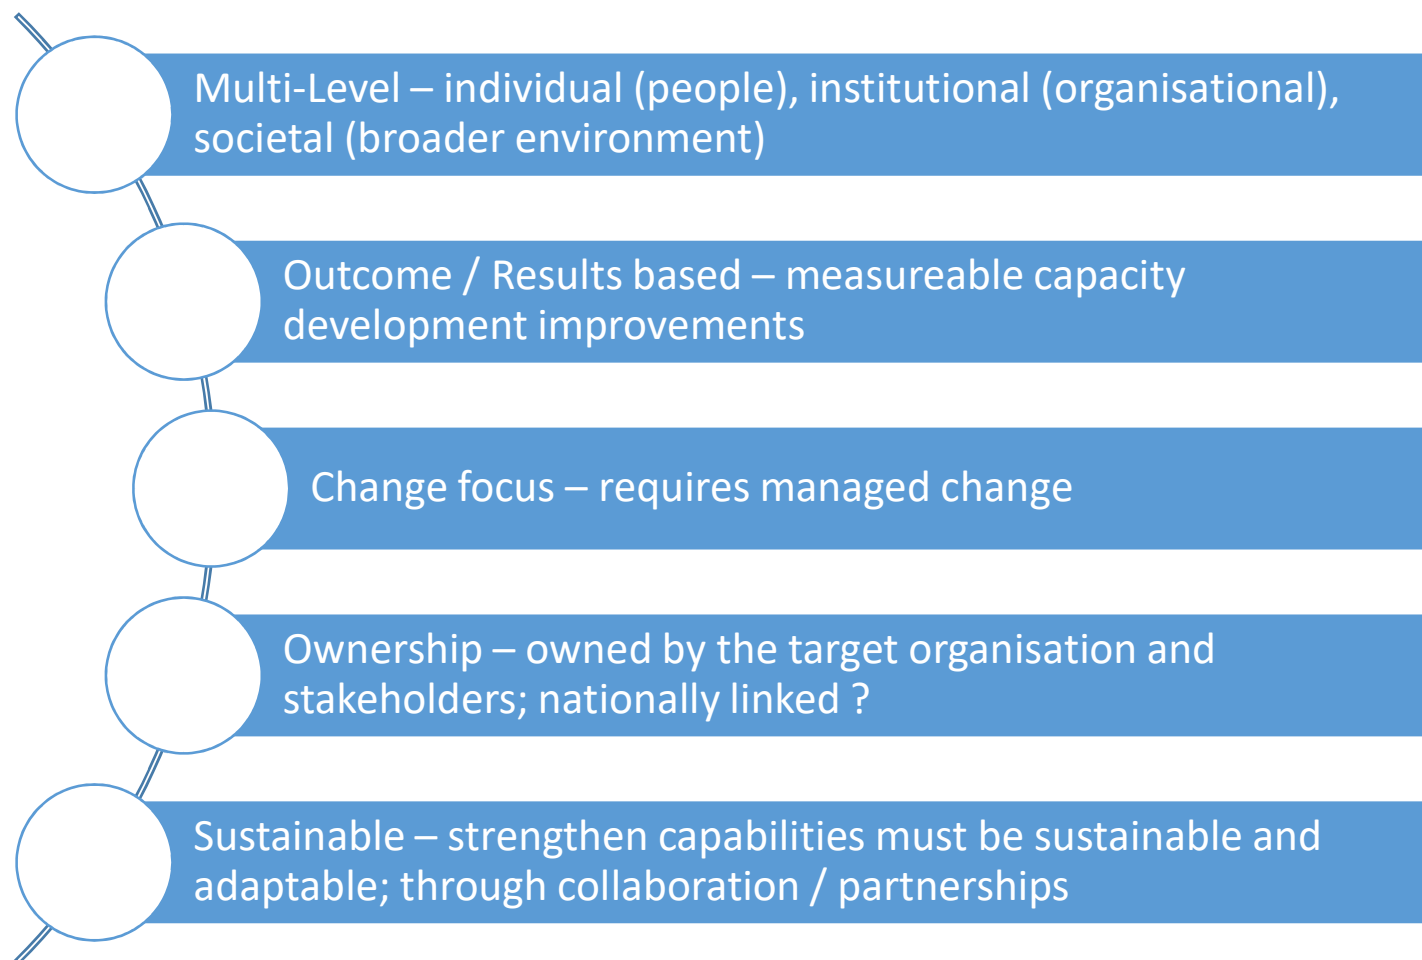 Multi-Level – individual (people), institutional (organisational),
societal (broader environment)
Outcome / Results based – measureable capacity
development improvements
Change focus – requires managed change
Ownership – owned by the target organisation and
stakeholders; nationally linked ?
Sustainable – strengthen capabilities must be sustainable and
adaptable; through collaboration / partnerships